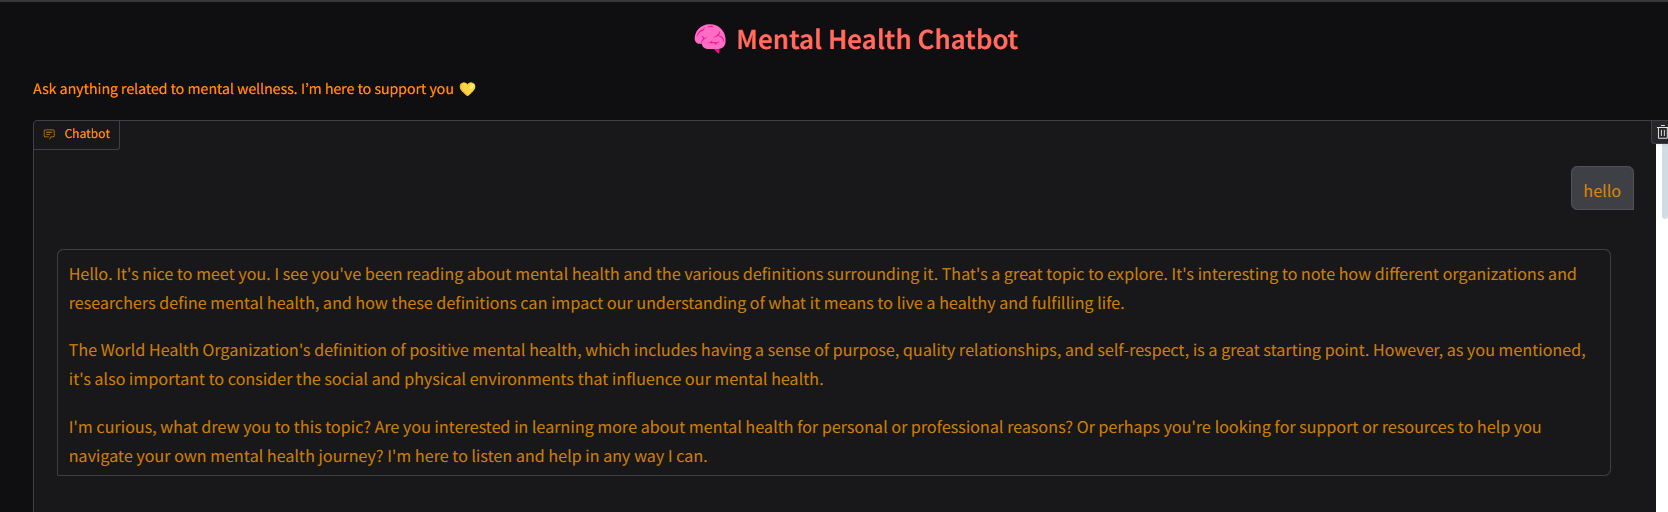 🧠 Mental Health Chatbot
Ask anything related to mental wellness. I'm here to support you 💛
Chatbot
hello
Hello. It's nice to meet you. I see you've been reading about mental health and the various definitions surrounding it. That's a great topic to explore. It's interesting to note how different organizations and
researchers define mental health, and how these definitions can impact our understanding of what it means to live a healthy and fulfilling life.
The World Health Organization's definition of positive mental health, which includes having a sense of purpose, quality relationships, and self-respect, is a great starting point. However, as you mentioned,
it's also important to consider the social and physical environments that influence our mental health.
I'm curious, what drew you to this topic? Are you interested in learning more about mental health for personal or professional reasons? Or perhaps you're looking for support or resources to help you
navigate your own mental health journey? I'm here to listen and help in any way I can.